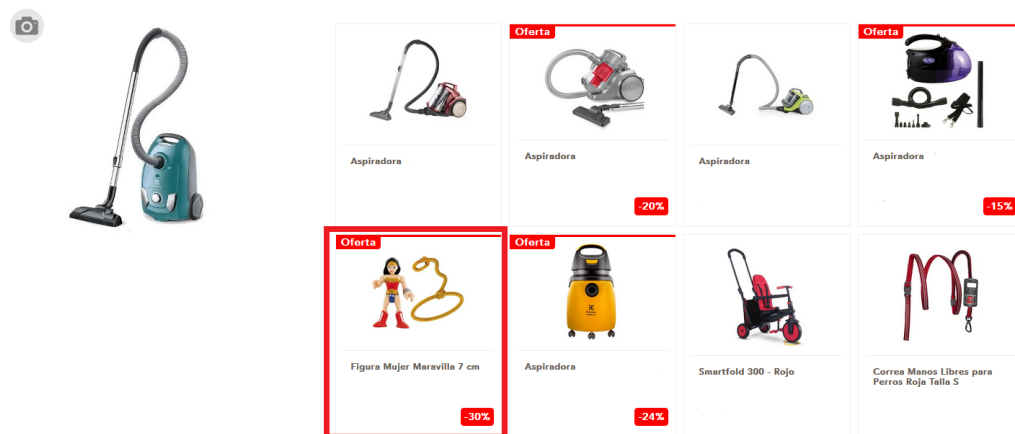 Oferta
Oferta
Aspiradora
Aspiradora
Aspiradora
Aspiradora
-20%
-15%
Oferta
Oferta
Figura Mujer Maravilla 7 cm
Aspiradora
Smartfold 300 - Rojo
Correa Manos Libres para
Perros Roja Talla S
-30%
-24%